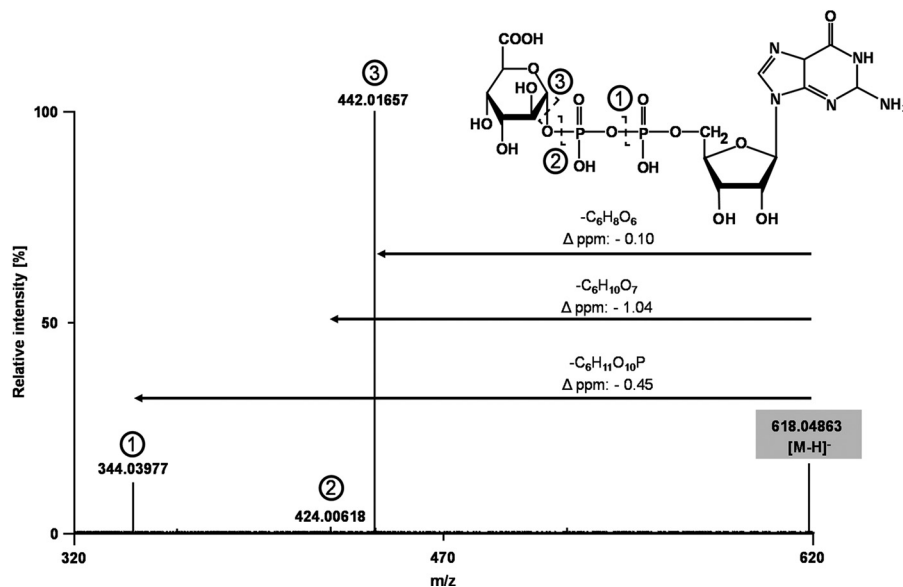 O
COOH
N
NH
③
O
HO
①
O
O
N
N
NH₂
HO
O
P
O
P
O
CH₂
O
HO
OH
②
OH
OH
OH
OH
③
442.01657
100
50
0
Relative intensity [%]
-C₆H₈O₆
Δ ppm: - 0.10
-C₆H₁₀O₇
Δ ppm: - 1.04
-C₆H₁₁O₁₀P
Δ ppm: - 0.45
618.04863
[M-H]⁻
①
344.03977
②
424.00618
320
470
620
m/z